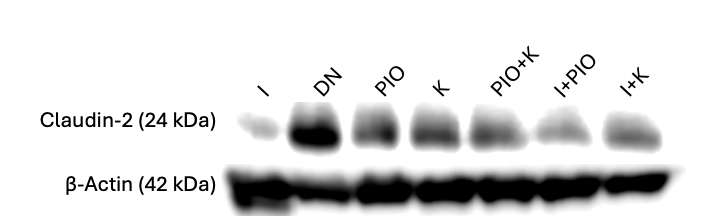 I DN PIO K PIO+K I+PIO I+K
Claudin-2 (24 kDa)
β-Actin (42 kDa)